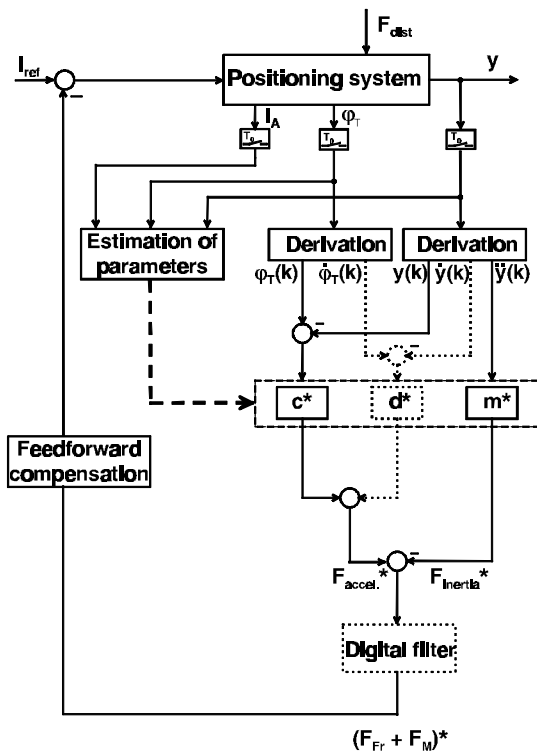 F_dist
I_ref
Positioning system
y
−
I_A
φ_T
T_0
T_0
T_0
Estimation of
parameters
Derivation
Derivation
φ_T(k)
φ̈_T(k)
y(k)
ẏ(k)
ÿ(k)
−
−
c*
d*
m*
Feedforward
compensation
−
F_accel.*
F_Inertia*
Digital filter
(F_Fr + F_M)*